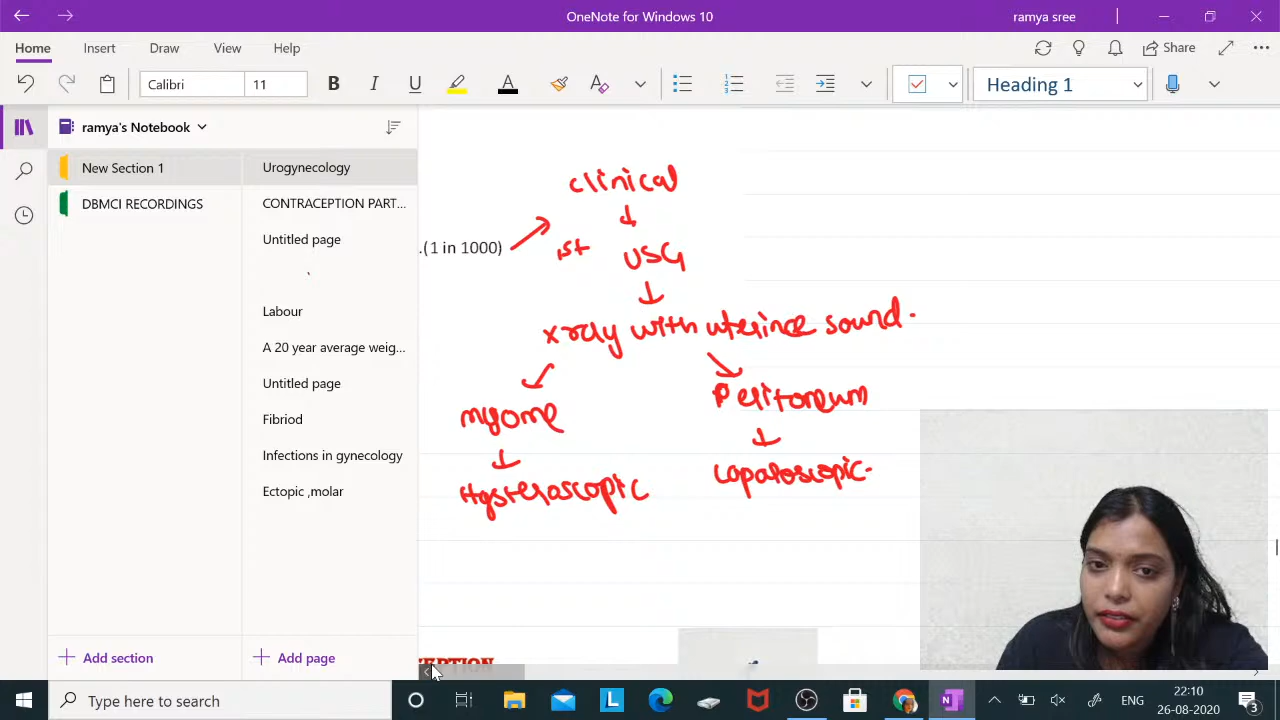 OneNote for Windows 10
ramya sree
Home Insert Draw View Help
Share
Calibri 11 B I U A Heading 1
ramya's Notebook
New Section 1
DBMCI RECORDINGS
Urogynecology
CONTRACEPTION PART...
Untitled page
Labour
A 20 year average weig...
Untitled page
Fibriod
Infections in gynecology
Ectopic ,molar
Add section
Add page
clinical
.(1 in 1000)
1st USG
xray with uterince sound.
myome
Peritoneum
Hysteroscopic
Laparoscopic.
Type here to search
ENG
22:10
26-08-2020
3